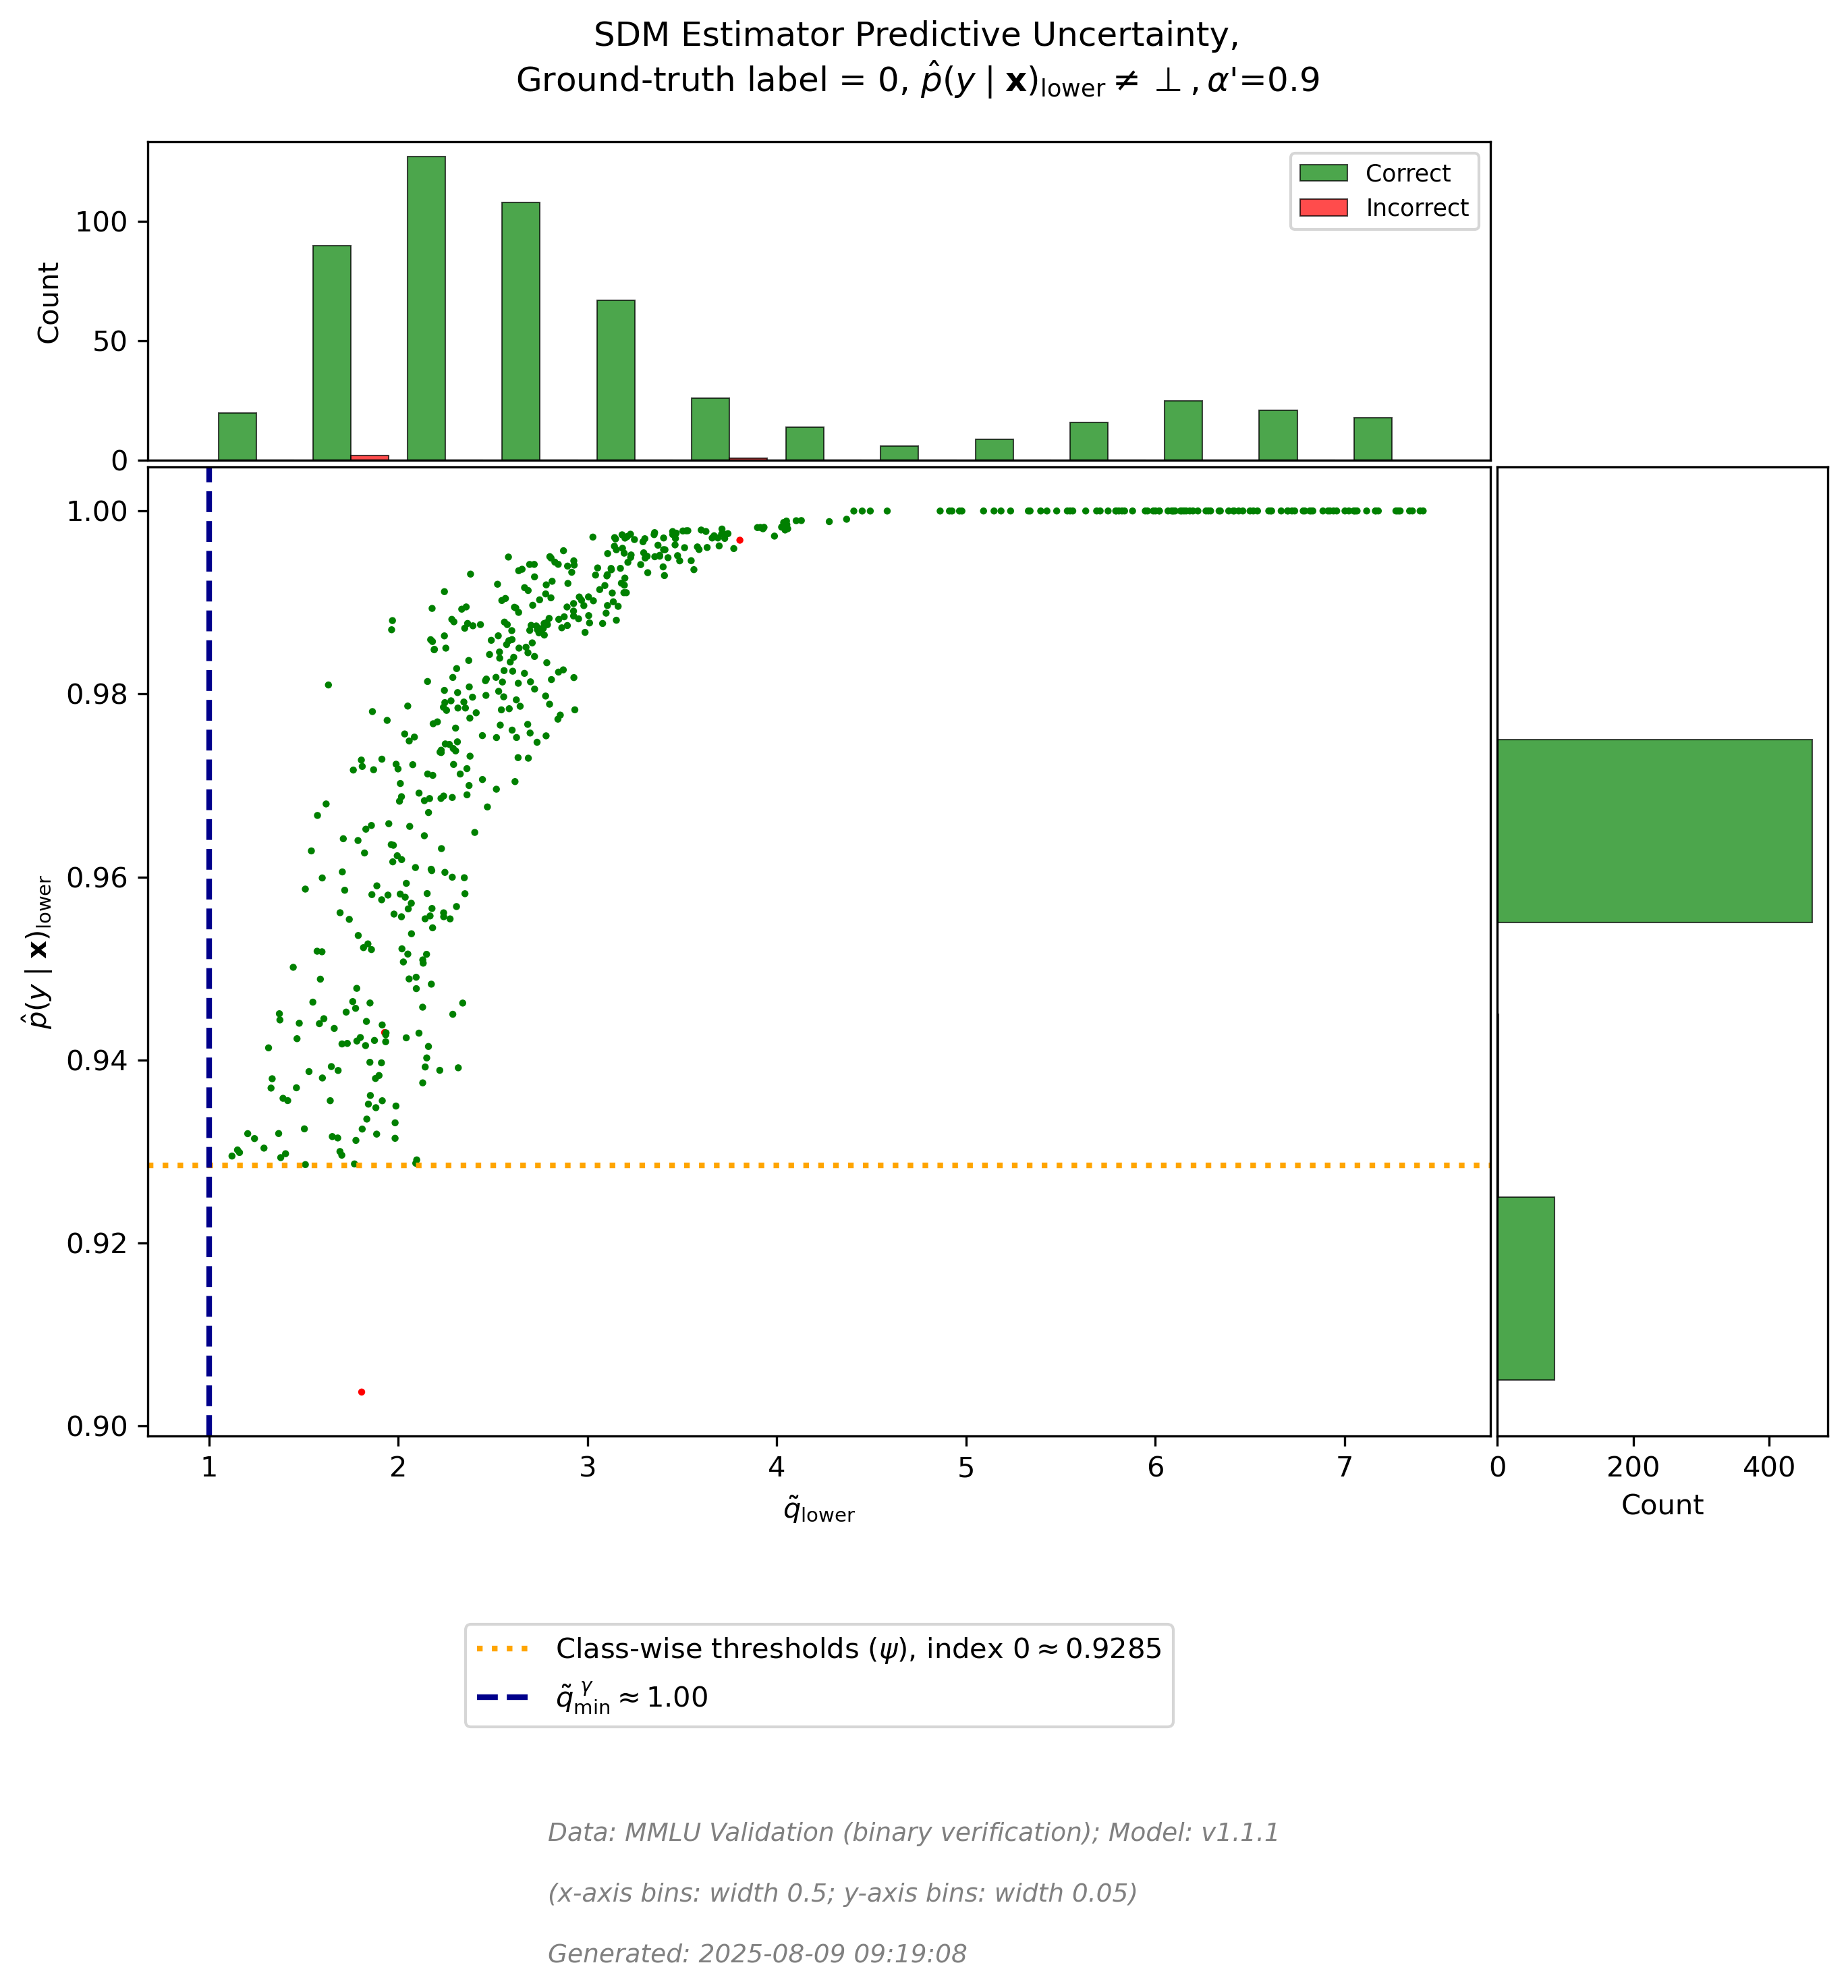 SDM Estimator Predictive Uncertainty,
Ground-truth label = 0, p̂(y | x)lower ≠ ⊥, α'=0.9
Correct
Incorrect
Count
100
50
0
p̂(y | x)lower
1.00
0.98
0.96
0.94
0.92
0.90
1 2 3 4 5 6 7
q̃lower
0 200 400
Count
Class-wise thresholds (ψ), index 0 ≈ 0.9285
q̃γmin ≈ 1.00
Data: MMLU Validation (binary verification); Model: v1.1.1
(x-axis bins: width 0.5; y-axis bins: width 0.05)
Generated: 2025-08-09 09:19:08